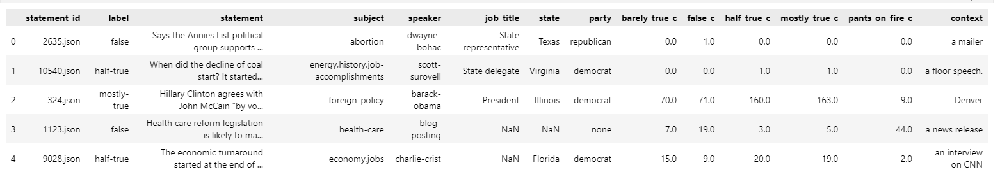 statement_id label statement subject speaker job_title state party barely_true_c false_c half_true_c mostly_true_c pants_on_fire_c context
0 2635.json false Says the Annies List political group supports ... abortion dwayne-bohac State representative Texas republican 0.0 1.0 0.0 0.0 0.0 a mailer
1 10540.json half-true When did the decline of coal start? It started... energy,history,job-accomplishments scott-surovell State delegate Virginia democrat 0.0 0.0 1.0 1.0 0.0 a floor speech.
2 324.json mostly-true Hillary Clinton agrees with John McCain "by vo... foreign-policy barack-obama President Illinois democrat 70.0 71.0 160.0 163.0 9.0 Denver
3 1123.json false Health care reform legislation is likely to ma... health-care blog-posting NaN NaN none 7.0 19.0 3.0 5.0 44.0 a news release
4 9028.json half-true The economic turnaround started at the end of ... economy,jobs charlie-crist NaN Florida democrat 15.0 9.0 20.0 19.0 2.0 an interview on CNN